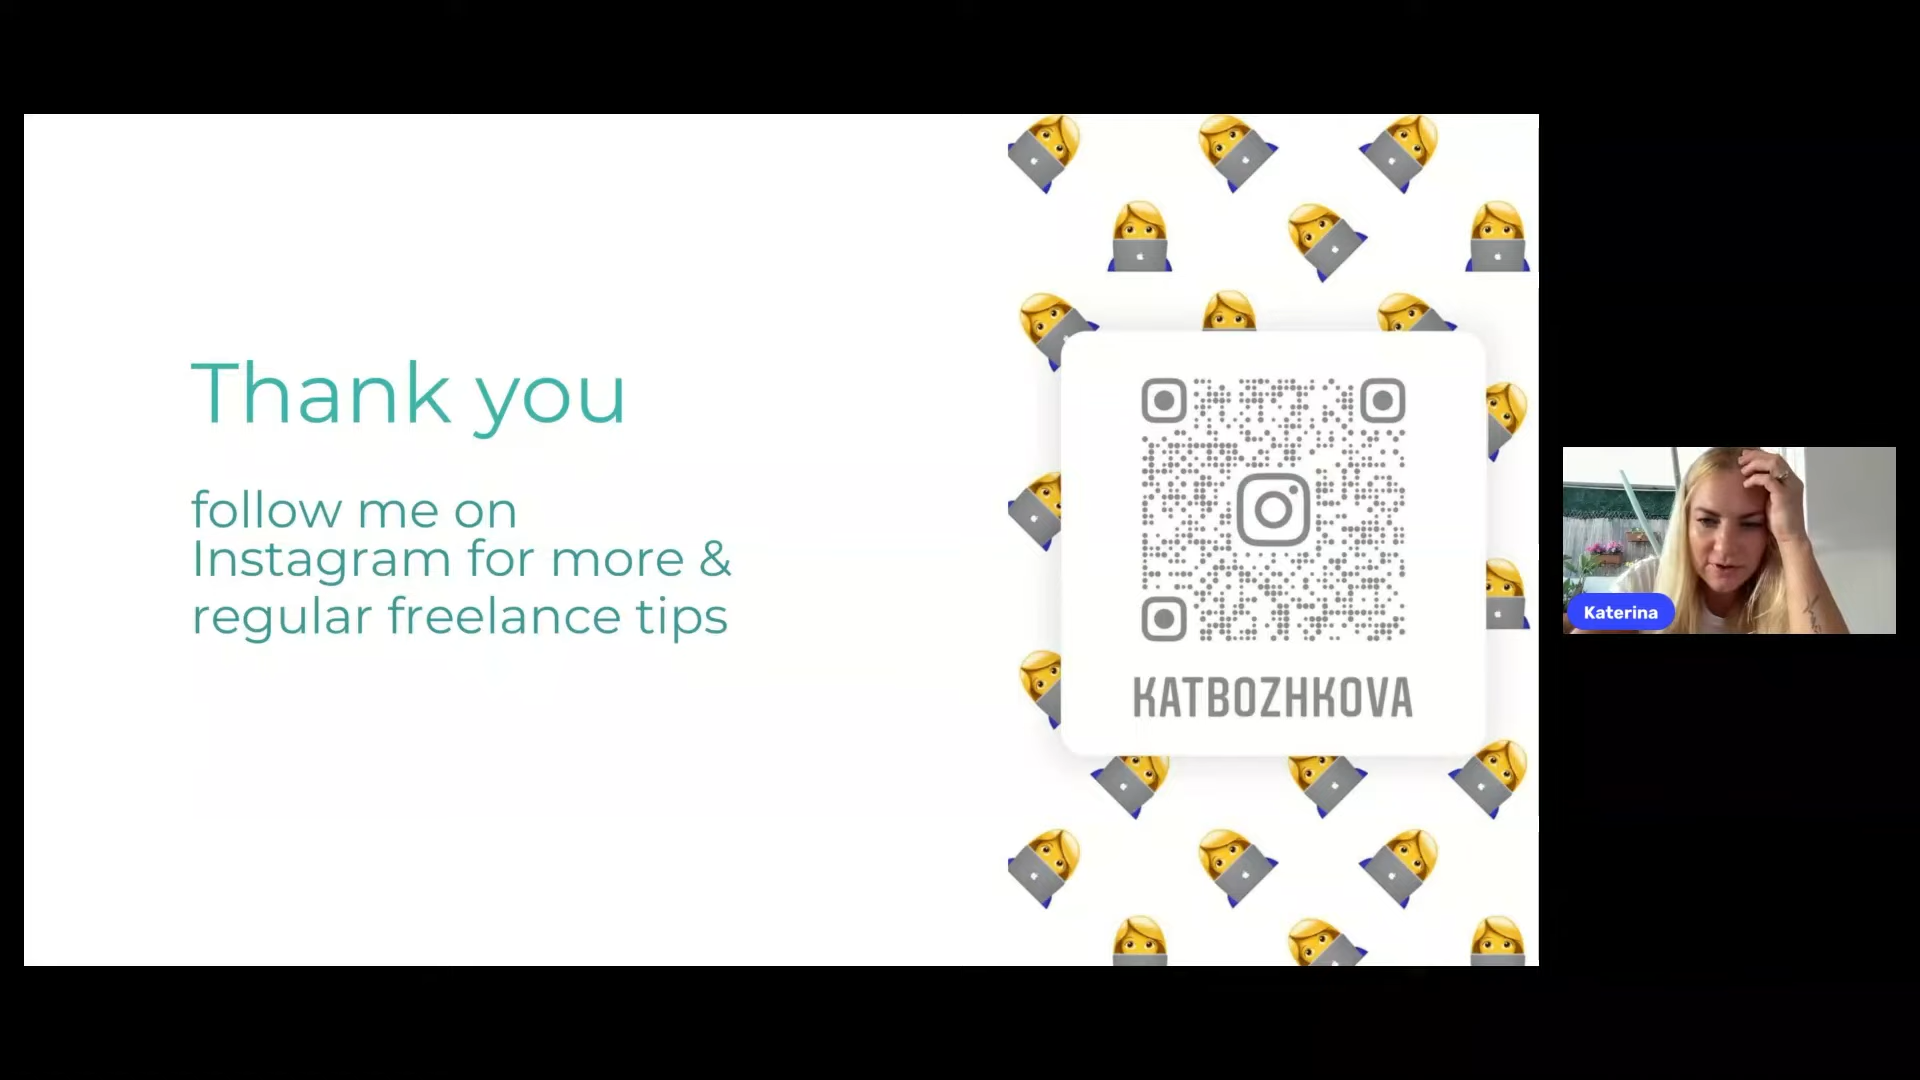 Thank you
follow me on
Instagram for more &
regular freelance tips
KATBOZHKOVA
Katerina